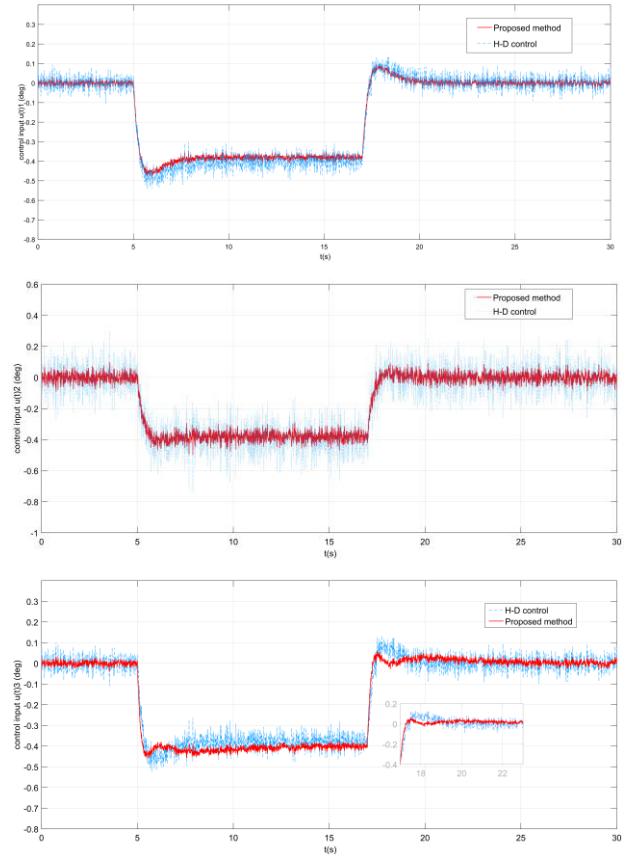 0.3
0.2
0.1
0
-0.1
-0.2
-0.3
-0.4
-0.5
-0.6
-0.7
-0.8
control input u(t)1 (deg)
Proposed method
H-D control
0 5 10 15 20 25 30
t(s)
0.6
0.4
0.2
0
-0.2
-0.4
-0.6
-0.8
-1
control input u(t)2 (deg)
Proposed method
H-D control
0 5 10 15 20 25 30
t(s)
0.3
0.2
0.1
0
-0.1
-0.2
-0.3
-0.4
-0.5
-0.6
-0.7
-0.8
control input u(t)3 (deg)
H-D control
Proposed method
0.2
0
-0.2
-0.4
18 20 22
0 5 10 15 20 25 30
t(s)